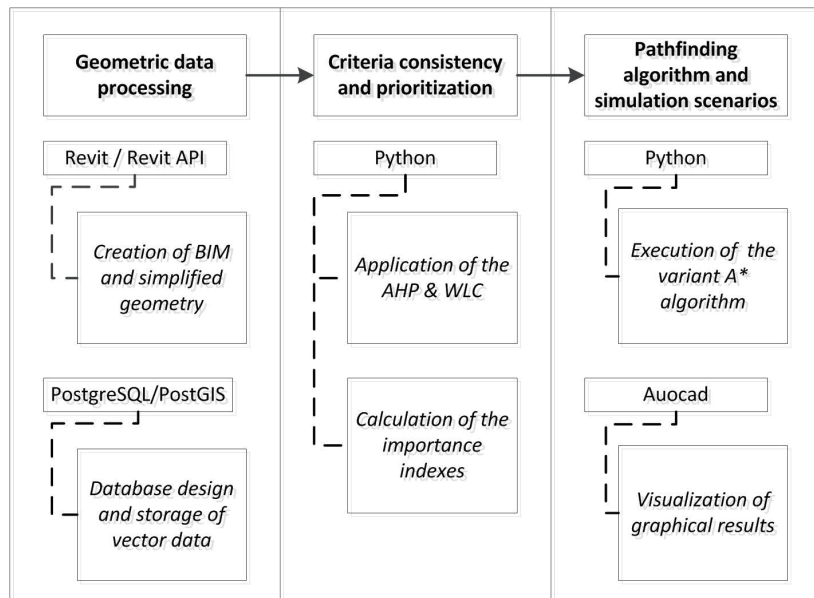 Geometric data
processing
Criteria consistency
and prioritization
Pathfinding
algorithm and
simulation scenarios
Revit / Revit API
Creation of BIM
and simplified
geometry
PostgreSQL/PostGIS
Database design
and storage of
vector data
Python
Application of the
AHP & WLC
Calculation of the
importance
indexes
Python
Execution of the
variant A*
algorithm
Auocad
Visualization of
graphical results